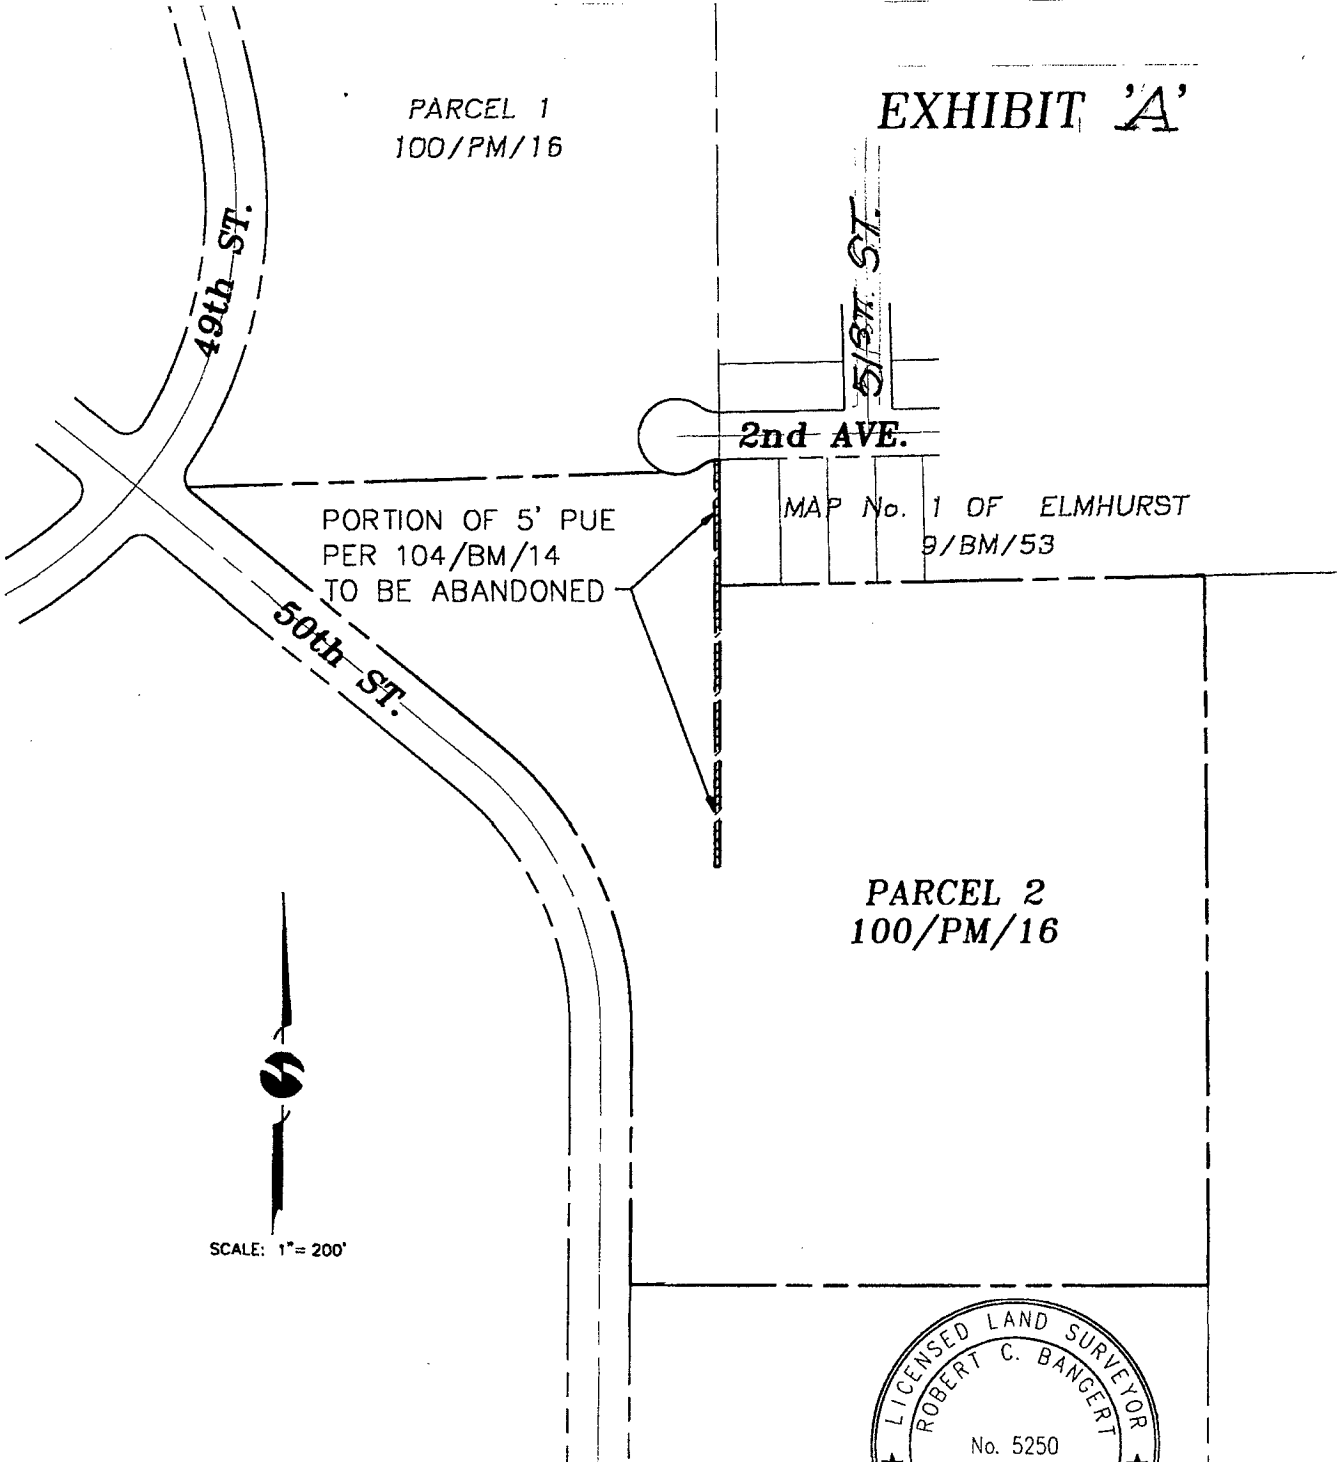 EXHIBIT 'A'
PARCEL 1
100/PM/16
49th ST.
51ST. ST.
2nd AVE.
PORTION OF 5' PUE
PER 104/BM/14
TO BE ABANDONED
MAP No. 1 OF ELMHURST
9/BM/53
50th ST.
PARCEL 2
100/PM/16
SCALE: 1"= 200'
LICENSED LAND SURVEYOR
ROBERT C. BANGERT
No. 5250